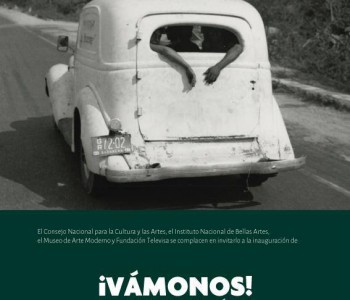 El Consejo Nacional para la Cultura y las Artes, el Instituto Nacional de Bellas Artes,
el Museo de Arte Moderno y Fundación Televisa se complacen en invitarlo a la inauguración de
¡VÁMONOS!